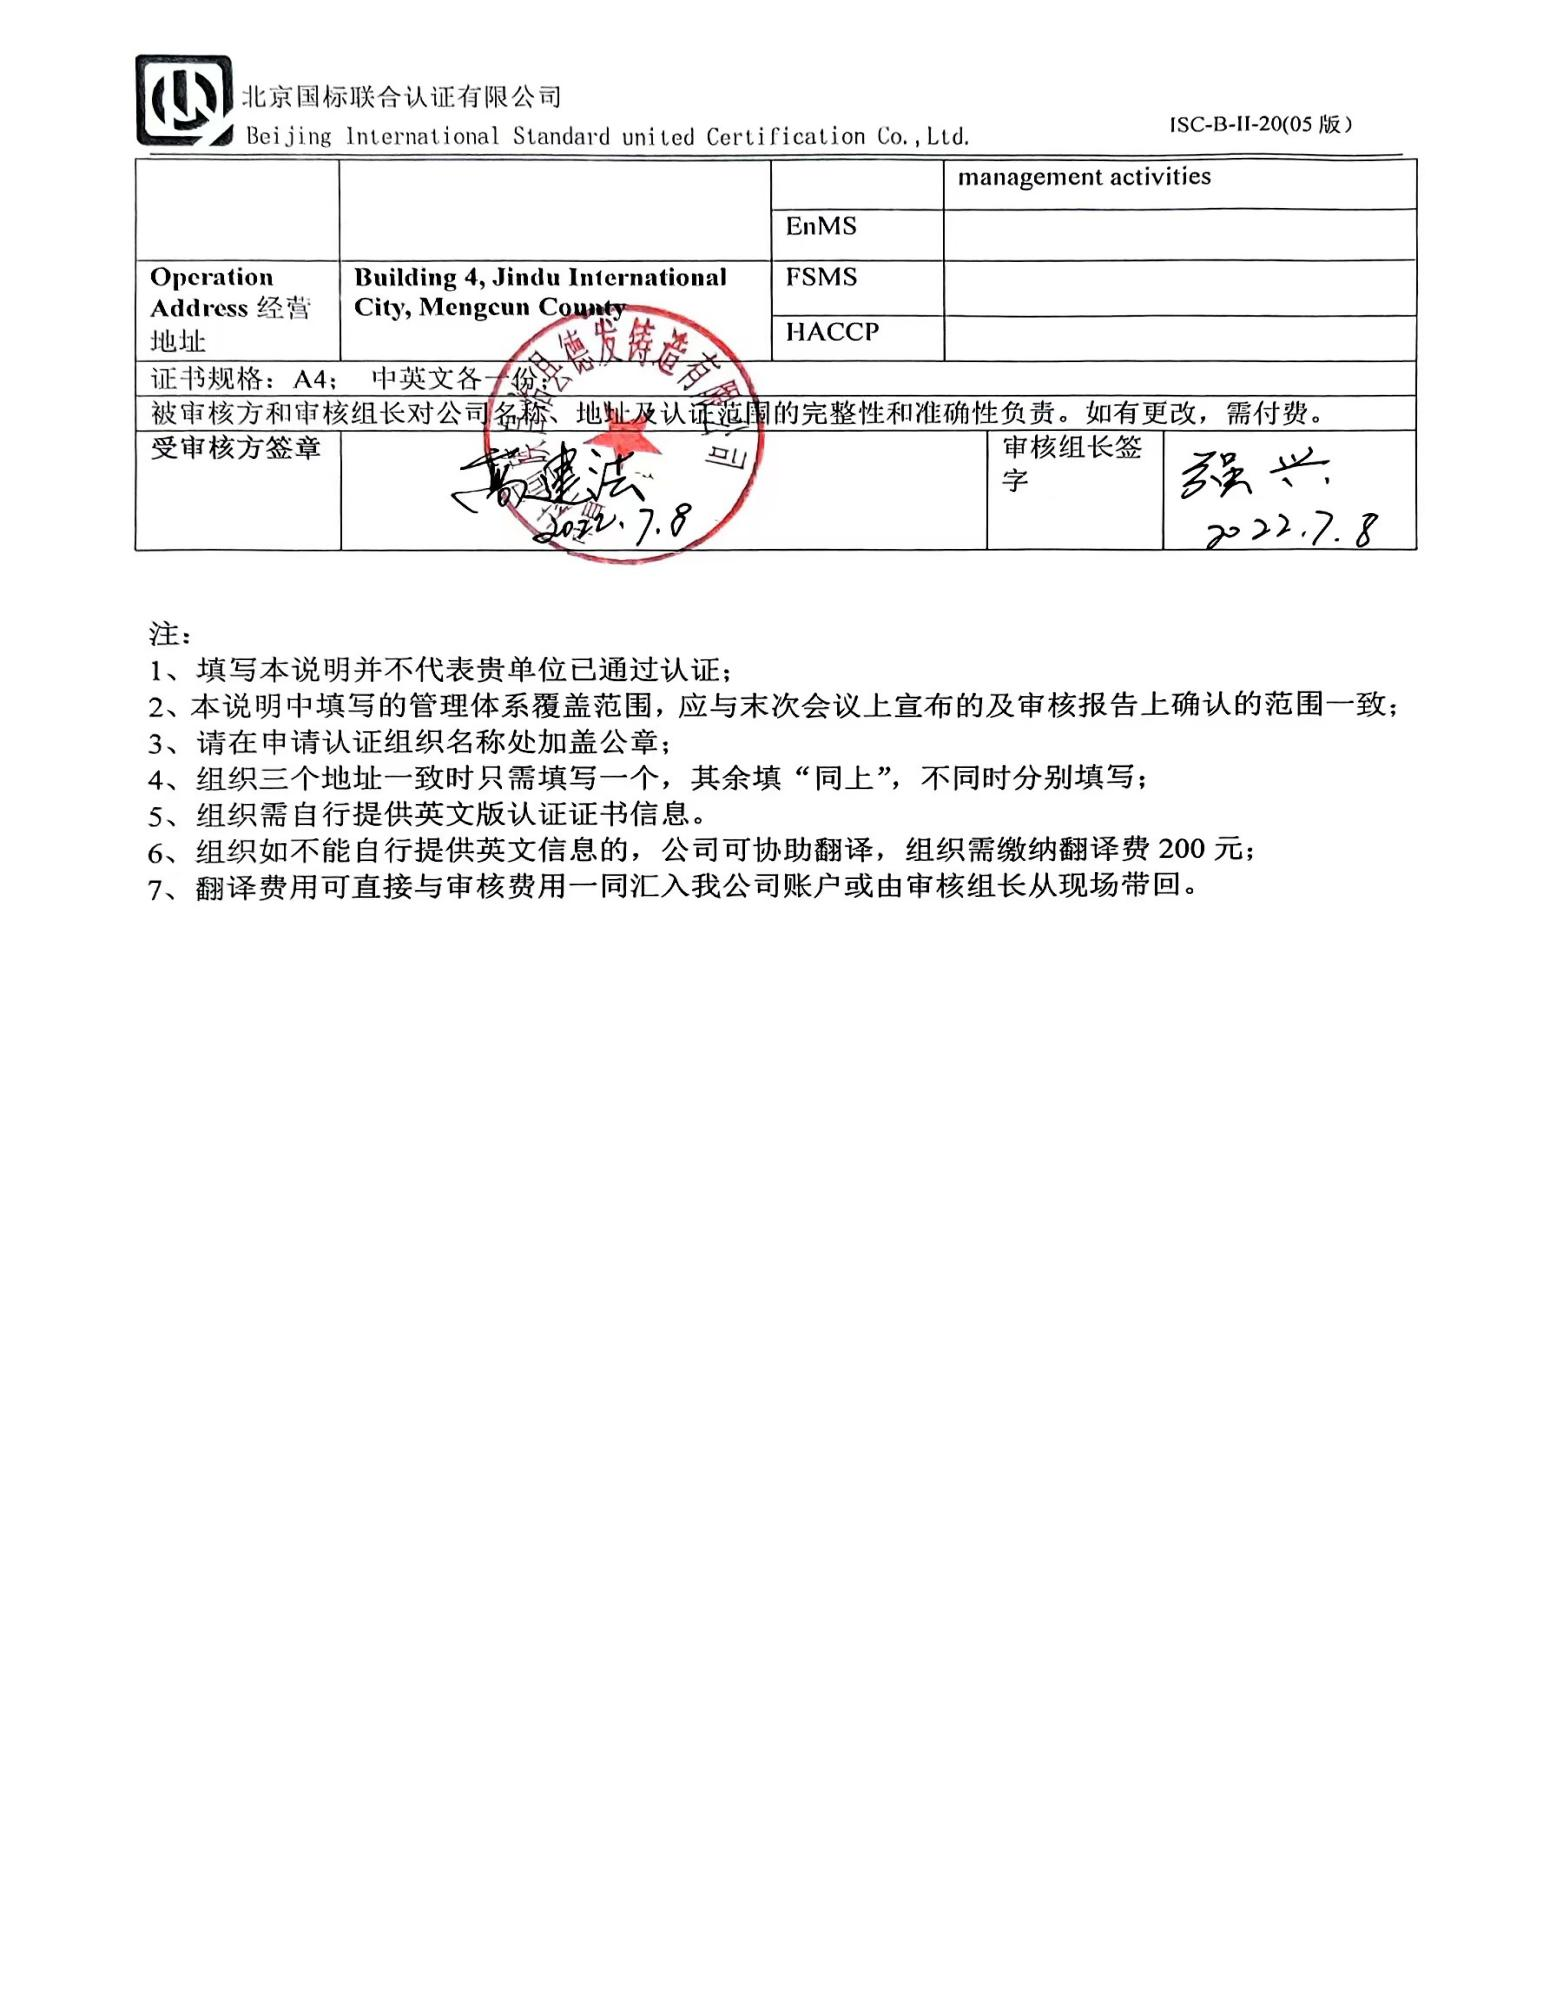 北京国标联合认证有限公司
Beijing International Standard united Certification Co.,Ltd.
ISC-B-II-20(05 版）
management activities
EnMS
Operation
Address 经营
地址
Building 4, Jindu International
City, Mengcun County
FSMS
HACCP
证书规格：A4； 中英文各一份；
被审核方和审核组长对公司名称、地址及认证范围的完整性和准确性负责。如有更改，需付费。
受审核方签章
德发铸造有限公司
高建法
2022.7.8
审核组长签
字
强兴
2022.7.8
注：
1、填写本说明并不代表贵单位已通过认证；
2、本说明中填写的管理体系覆盖范围，应与末次会议上宣布的及审核报告上确认的范围一致；
3、请在申请认证组织名称处加盖公章；
4、组织三个地址一致时只需填写一个，其余填“同上”，不同时分别填写；
5、组织需自行提供英文版认证证书信息。
6、组织如不能自行提供英文信息的，公司可协助翻译，组织需缴纳翻译费 200 元；
7、翻译费用可直接与审核费用一同汇入我公司账户或由审核组长从现场带回。